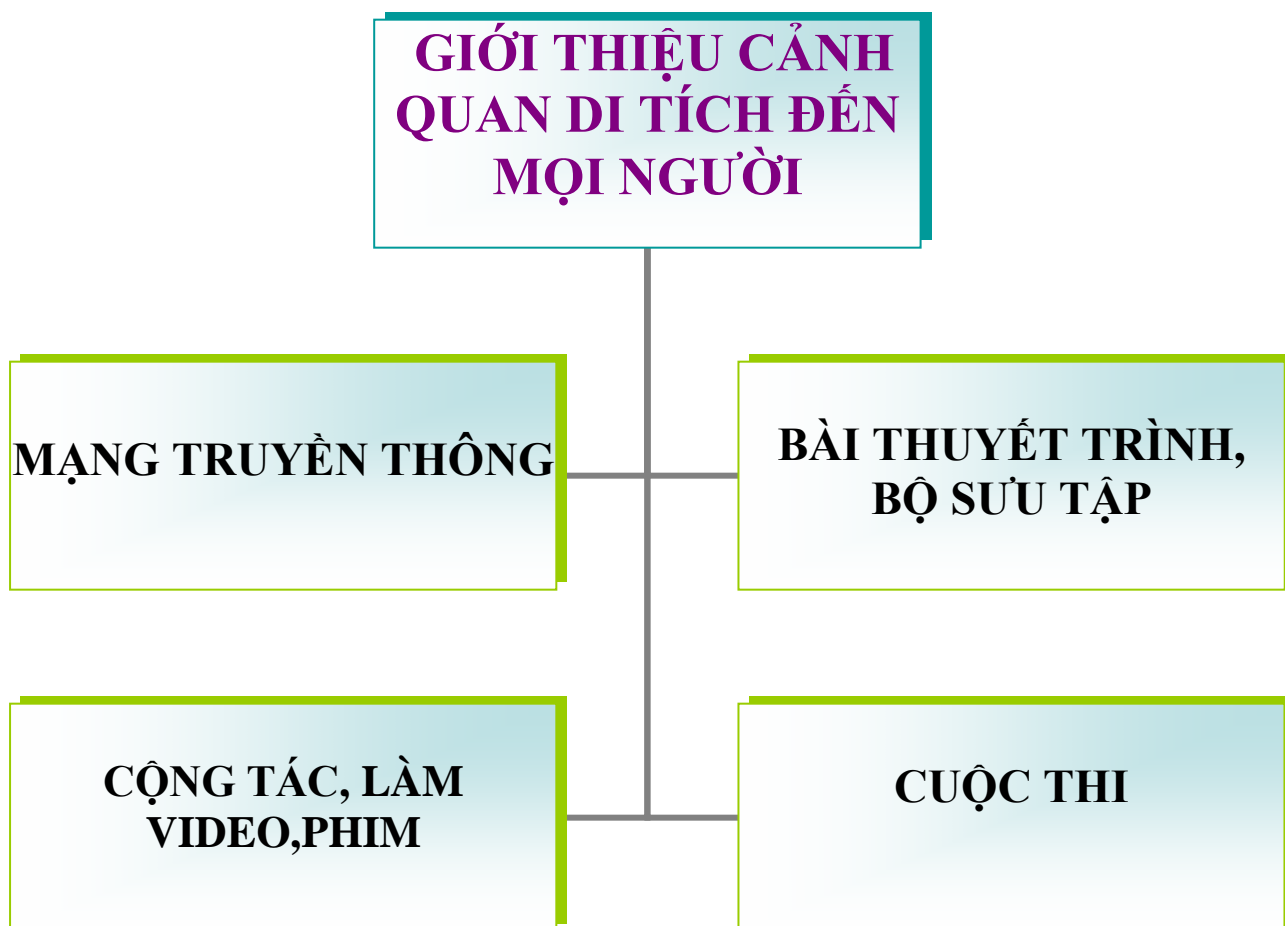 GIỚI THIỆU CẢNH
QUAN DI TÍCH ĐẾN
MỌI NGƯỜI
MẠNG TRUYỀN THÔNG
BÀI THUYẾT TRÌNH,
BỘ SƯU TẬP
CỘNG TÁC, LÀM
VIDEO,PHIM
CUỘC THI